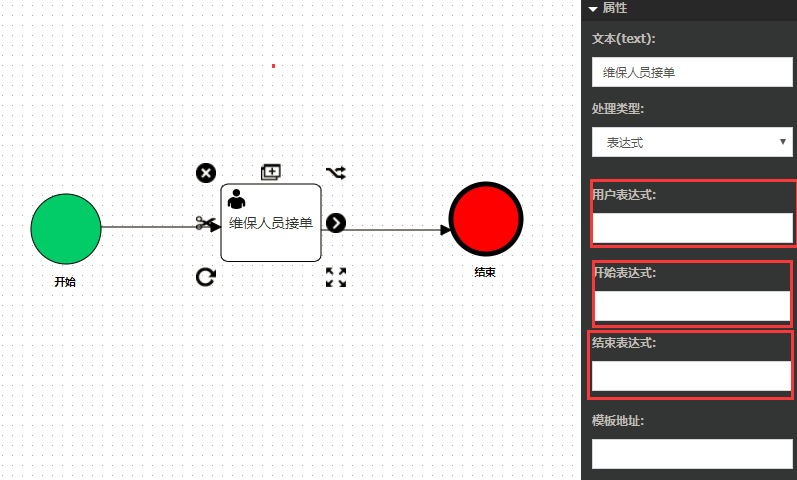 属性
文本(text):
维保人员接单
处理类型:
表达式
用户表达式:
开始表达式:
结束表达式:
模板地址:
维保人员接单
开始
结束